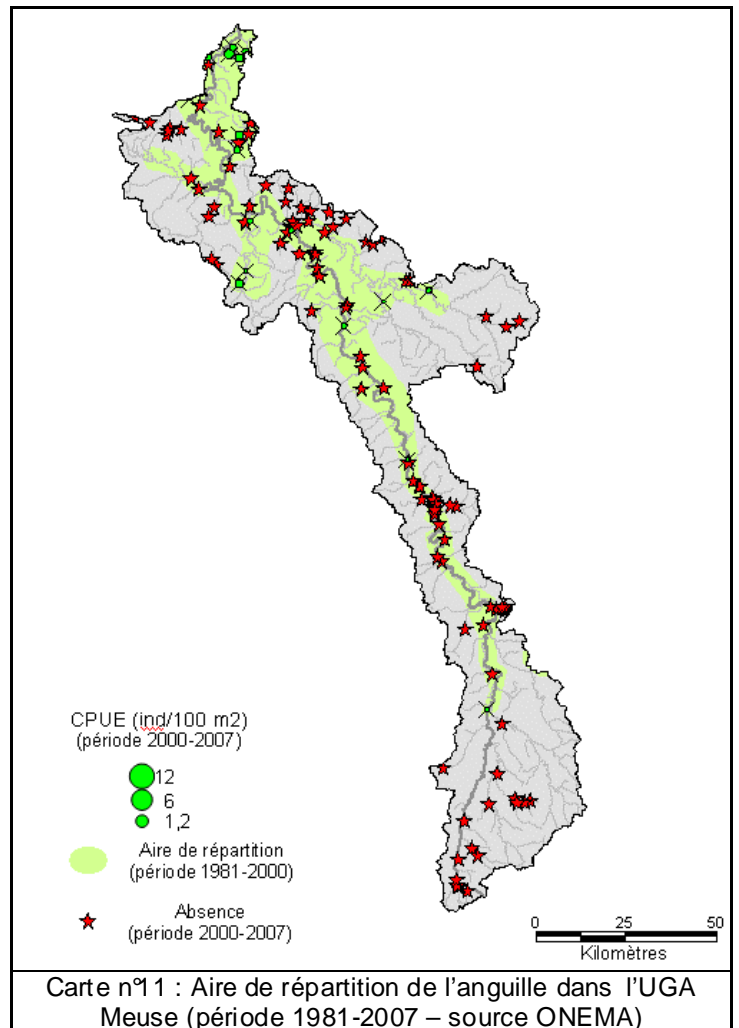 CPUE (ind/100 m2)
(période 2000-2007)
12
6
1,2
Aire de répartition
(période 1981-2000)
Absence
(période 2000-2007)
0 25 50
Kilomètres
Carte n°11 : Aire de répartition de l'anguille dans l'UGA
Meuse (période 1981-2007 – source ONEMA)